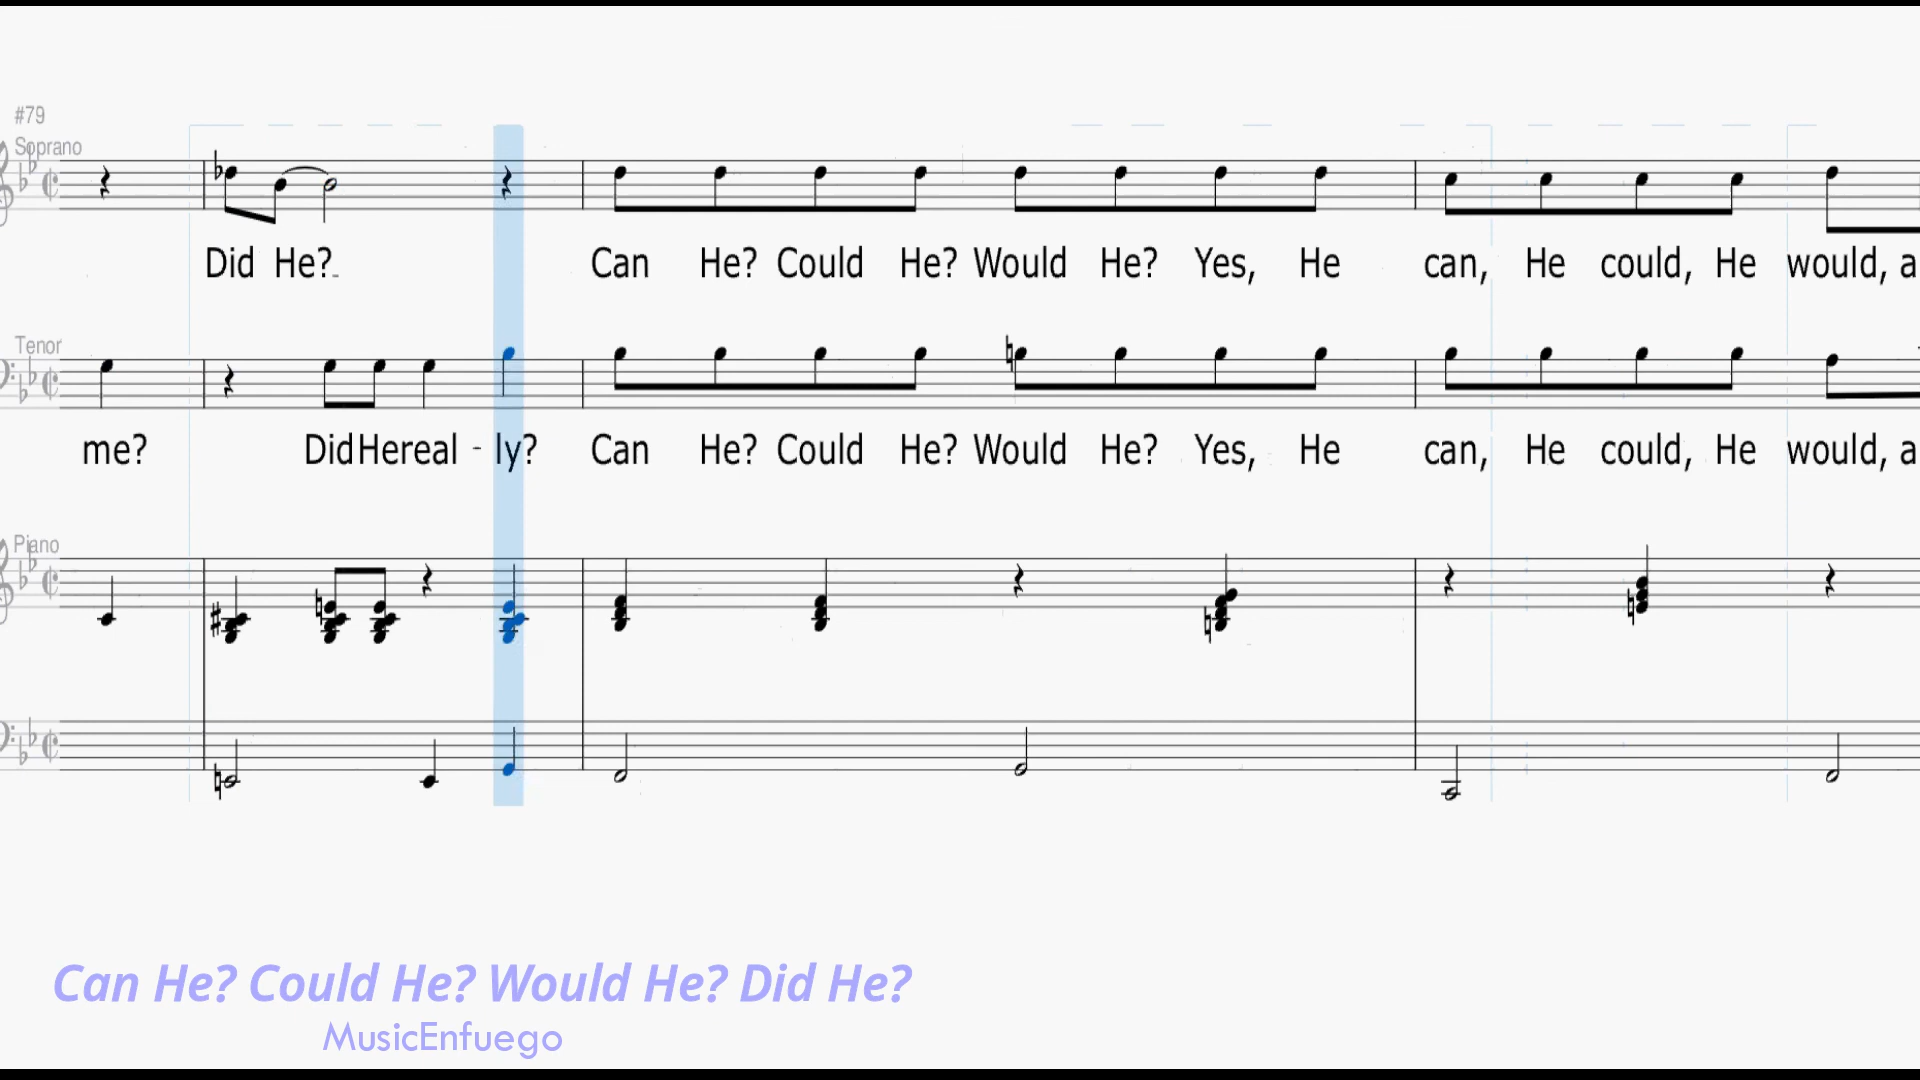 #79
Soprano
Did He?
Can He? Could He? Would He? Yes, He can, He could, He would, a
Tenor
me? Did He real - ly? Can He? Could He? Would He? Yes, He can, He could, He would, a
Piano
Can He? Could He? Would He? Did He?
MusicEnfuego